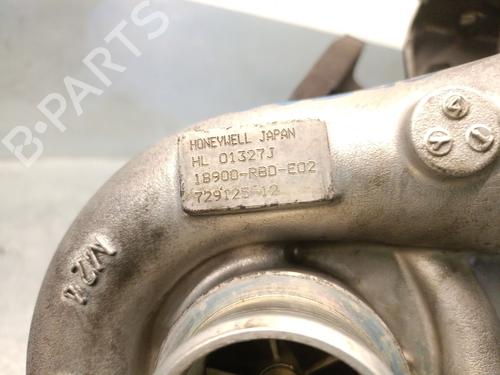 HONEYWELL JAPAN
HL 01327J
18900-RBD-E02
729125-12
B-Parts